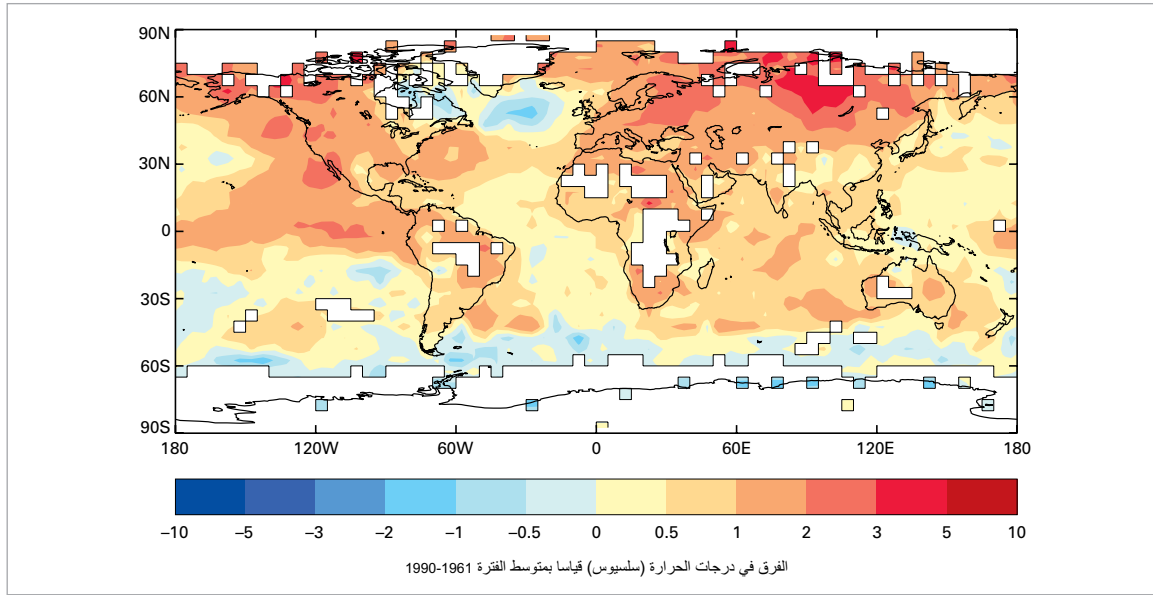 90N
60N
30N
0
30S
60S
90S
180 120W 60W 0 60E 120E 180
–10 –5 –3 –2 –1 –0.5 0 0.5 1 2 3 5 10
الفرق في درجات الحرارة (سلسيوس) قياسا بمتوسط الفترة 1961-1990